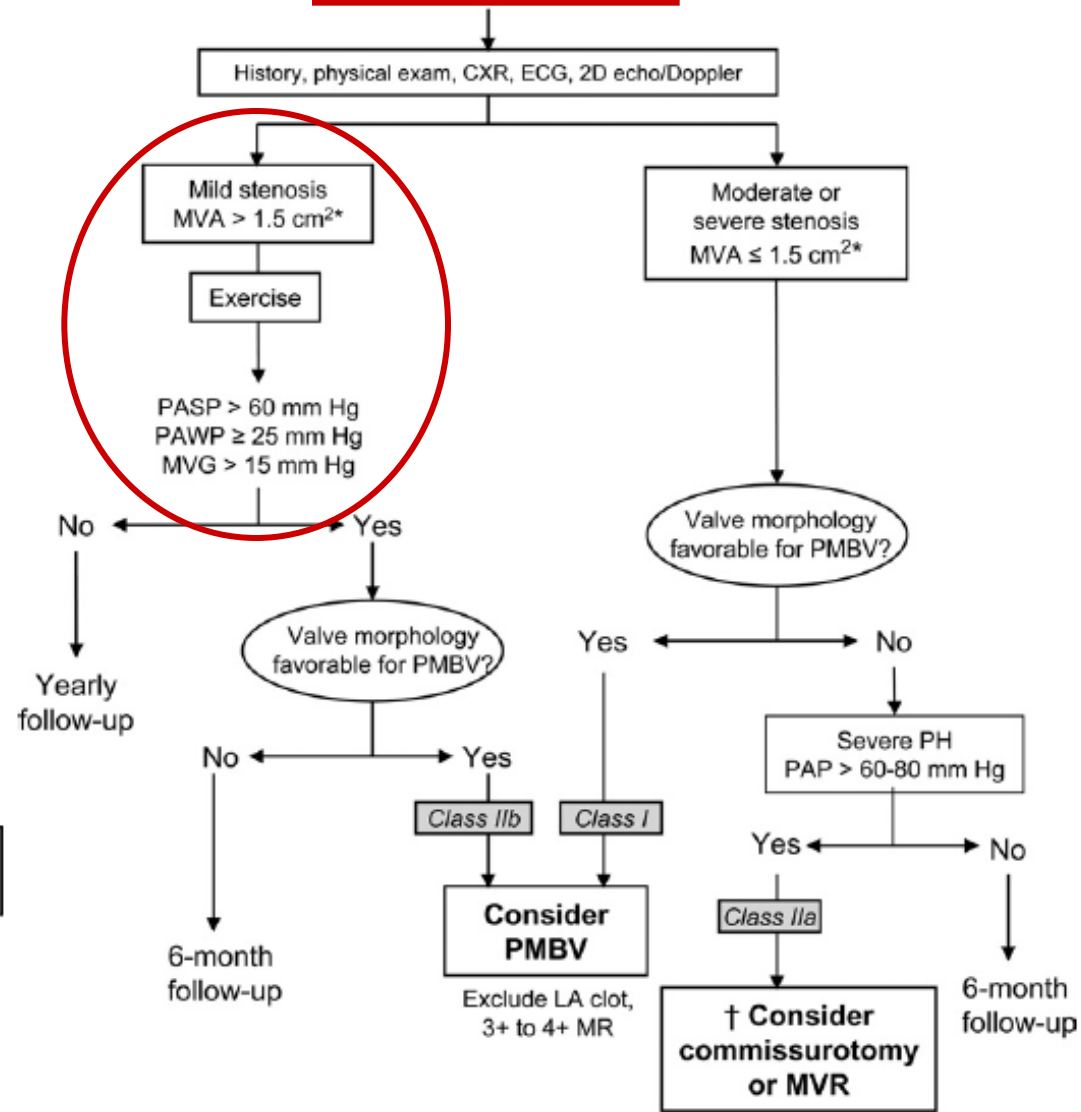 History, physical exam, CXR, ECG, 2D echo/Doppler
Mild stenosis
MVA > 1.5 cm²*
Exercise
PASP > 60 mm Hg
PAWP ≥ 25 mm Hg
MVG > 15 mm Hg
No
Yes
Yearly
follow-up
Valve morphology
favorable for PMBV?
No
Yes
6-month
follow-up
Class IIb
Moderate or
severe stenosis
MVA ≤ 1.5 cm²*
Valve morphology
favorable for PMBV?
Yes
No
Class I
Consider
PMBV
Exclude LA clot,
3+ to 4+ MR
Severe PH
PAP > 60-80 mm Hg
Yes
No
Class IIa
† Consider
commissurotomy
or MVR
6-month
follow-up